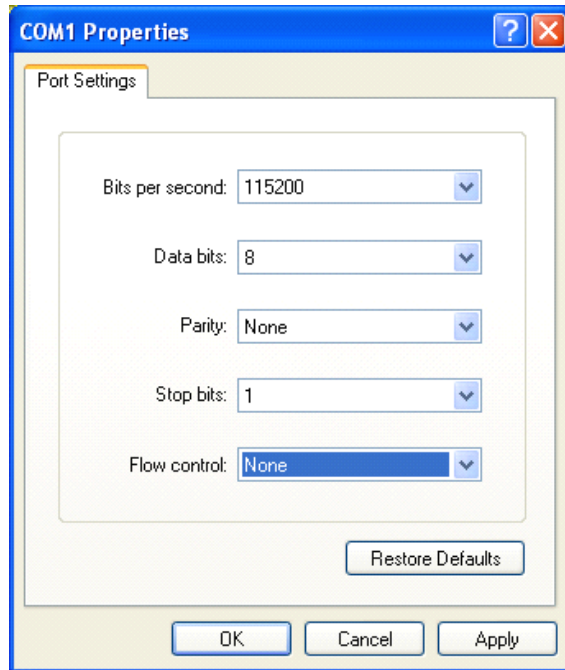 COM1 Properties
Port Settings
Bits per second: 115200
Data bits: 8
Parity: None
Stop bits: 1
Flow control: None
Restore Defaults
OK Cancel Apply